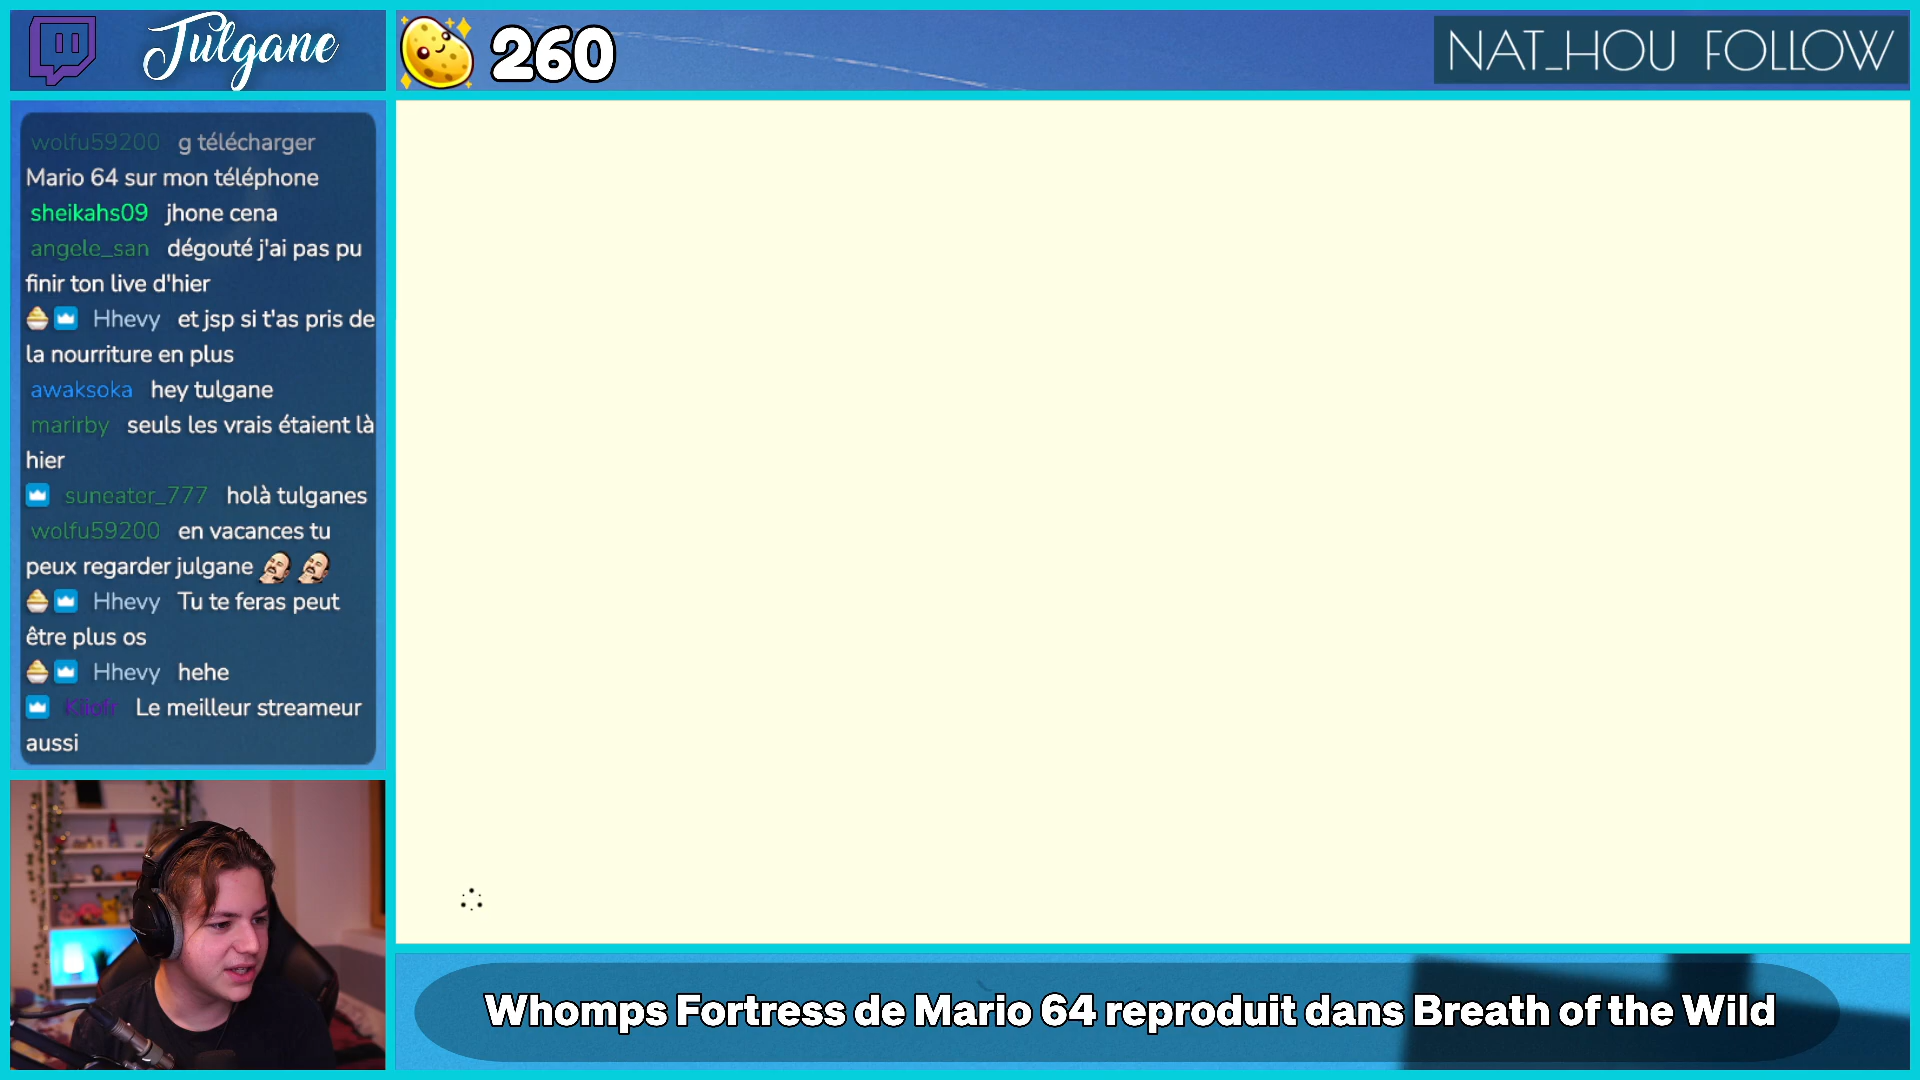 Julgane
260
NAT_HOU FOLLOW
wolfu59200 g télécharger
Mario 64 sur mon téléphone
sheikahs09 jhone cena
angele_san dégouté j'ai pas pu
finir ton live d'hier
Hhevy et jsp si t'as pris de
la nourriture en plus
awaksoka hey tulgane
marirby seuls les vrais étaient là
hier
suneater_777 holà tulganes
wolfu59200 en vacances tu
peux regarder julgane
Hhevy Tu te feras peut
être plus os
Hhevy hehe
Le meilleur streameur
aussi
Whomps Fortress de Mario 64 reproduit dans Breath of the Wild